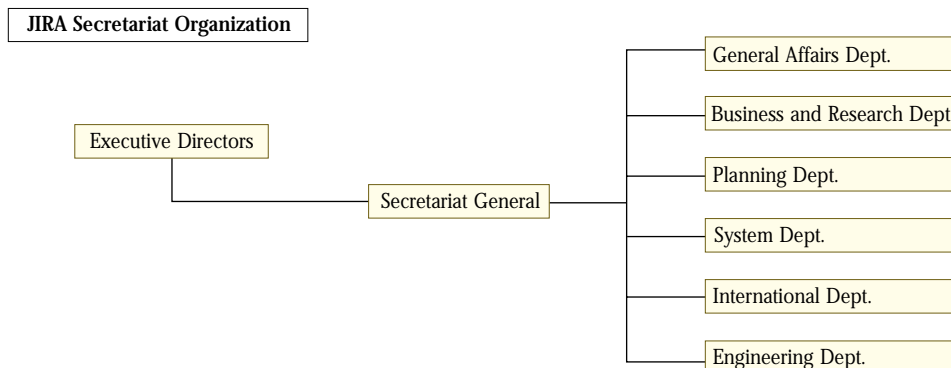 JIRA Secretariat Organization
General Affairs Dept.
Business and Research Dept
Executive Directors
Planning Dept.
Secretariat General
System Dept.
International Dept.
Engineering Dept.